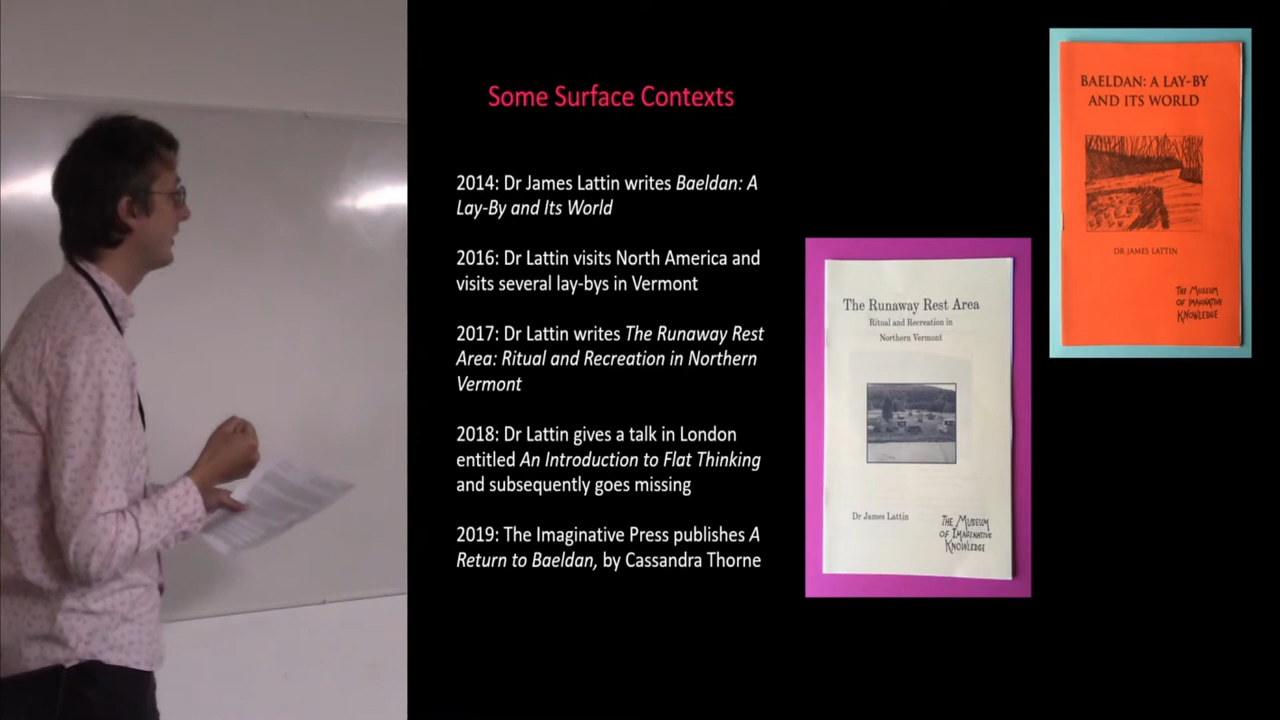 Some Surface Contexts
2014: Dr James Lattin writes Baeldan: A
Lay-By and Its World
2016: Dr Lattin visits North America and
visits several lay-bys in Vermont
2017: Dr Lattin writes The Runaway Rest
Area: Ritual and Recreation in Northern
Vermont
2018: Dr Lattin gives a talk in London
entitled An Introduction to Flat Thinking
and subsequently goes missing
2019: The Imaginative Press publishes A
Return to Baeldan, by Cassandra Thorne
The Runaway Rest Area
Ritual and Recreation in
Northern Vermont
Dr James Lattin
THE MUSEUM
OF IMAGINATIVE
KNOWLEDGE
BAELDAN: A LAY-BY
AND ITS WORLD
DR JAMES LATTIN
THE MUSEUM
OF IMAGINATIVE
KNOWLEDGE